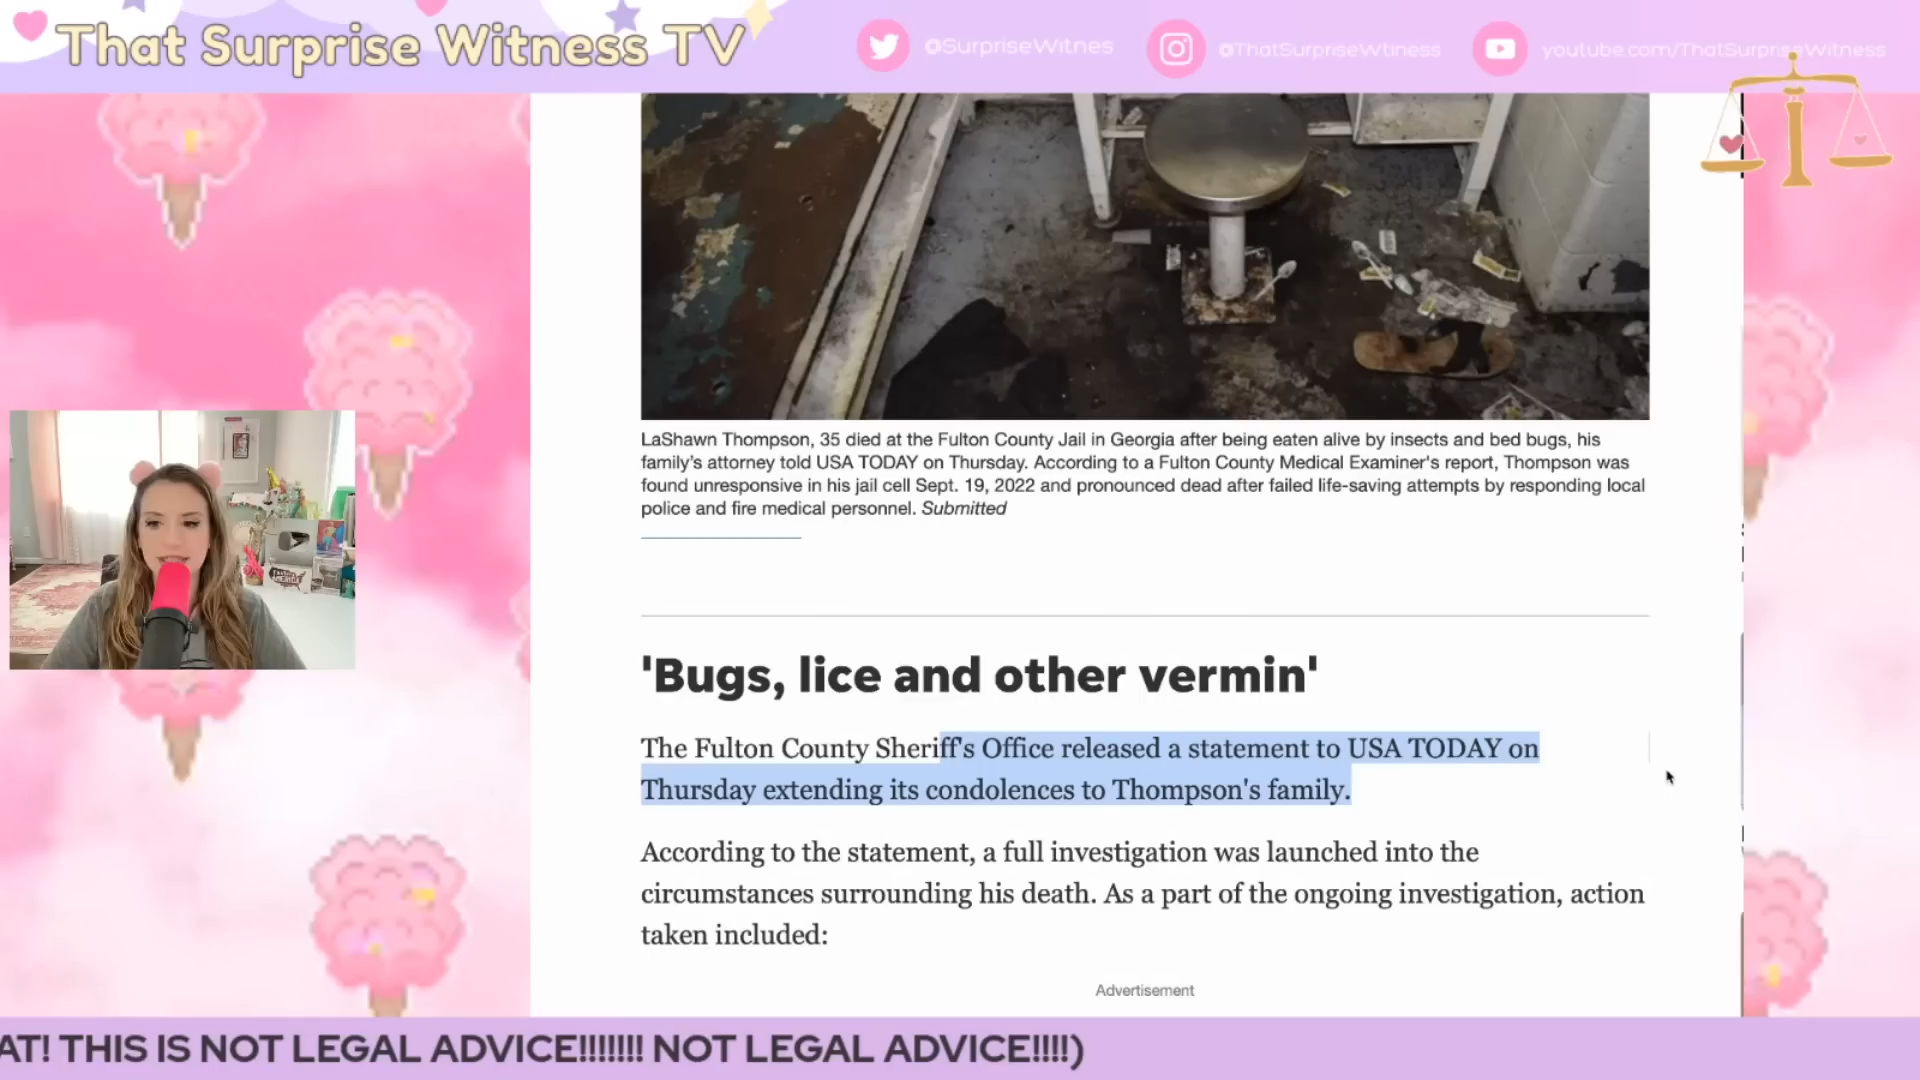 That Surprise Witness TV
@SurpriseWitnes
@ThatSurpriseWtiness
youtube.com/ThatSurpriseWitness
LaShawn Thompson, 35 died at the Fulton County Jail in Georgia after being eaten alive by insects and bed bugs, his
family's attorney told USA TODAY on Thursday. According to a Fulton County Medical Examiner's report, Thompson was
found unresponsive in his jail cell Sept. 19, 2022 and pronounced dead after failed life-saving attempts by responding local
police and fire medical personnel. Submitted
'Bugs, lice and other vermin'
The Fulton County Sheriff's Office released a statement to USA TODAY on
Thursday extending its condolences to Thompson's family.
According to the statement, a full investigation was launched into the
circumstances surrounding his death. As a part of the ongoing investigation, action
taken included:
Advertisement
AT! THIS IS NOT LEGAL ADVICE!!!!!!! NOT LEGAL ADVICE!!!!)